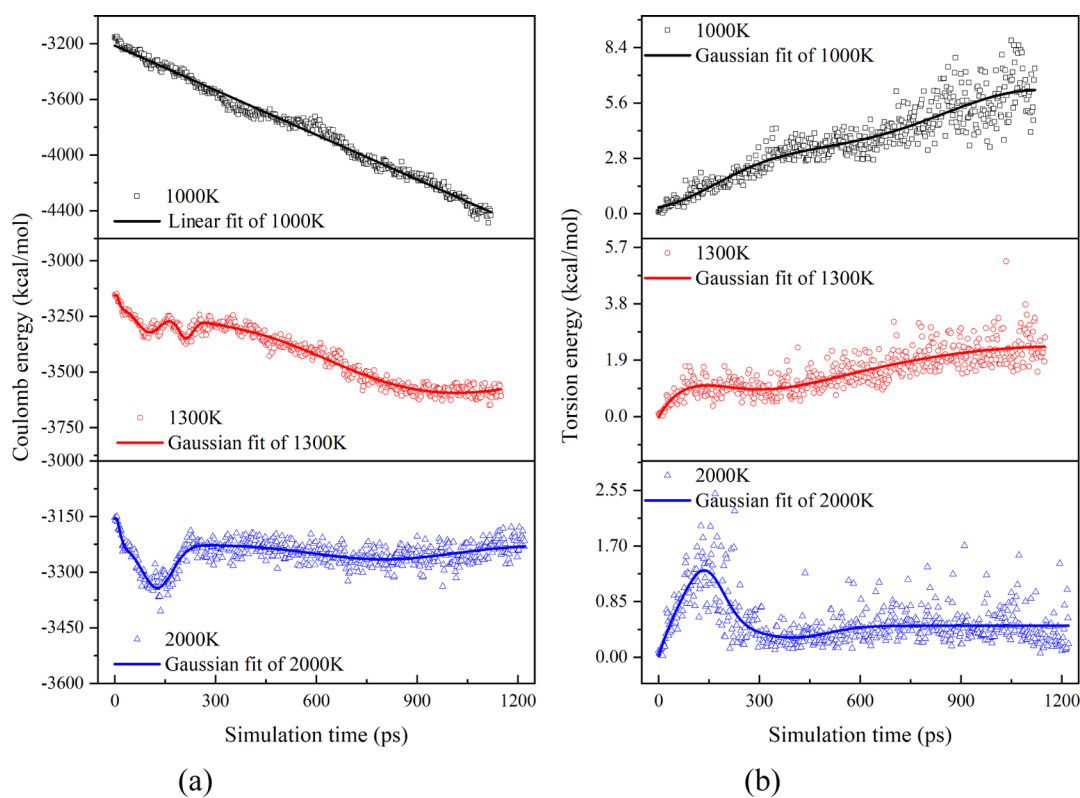 Coulomb energy (kcal/mol)
-3200
-3600
-4000
-4400
1000K
Linear fit of 1000K
-3000
-3250
-3500
-3750
1300K
Gaussian fit of 1300K
-3000
-3150
-3300
-3450
-3600
2000K
Gaussian fit of 2000K
0 300 600 900 1200
Simulation time (ps)
(a)
Torsion energy (kcal/mol)
1000K
Gaussian fit of 1000K
8.4
5.6
2.8
0.0
1300K
Gaussian fit of 1300K
5.7
3.8
1.9
0.0
2000K
Gaussian fit of 2000K
2.55
1.70
0.85
0.00
0 300 600 900 1200
Simulation time (ps)
(b)